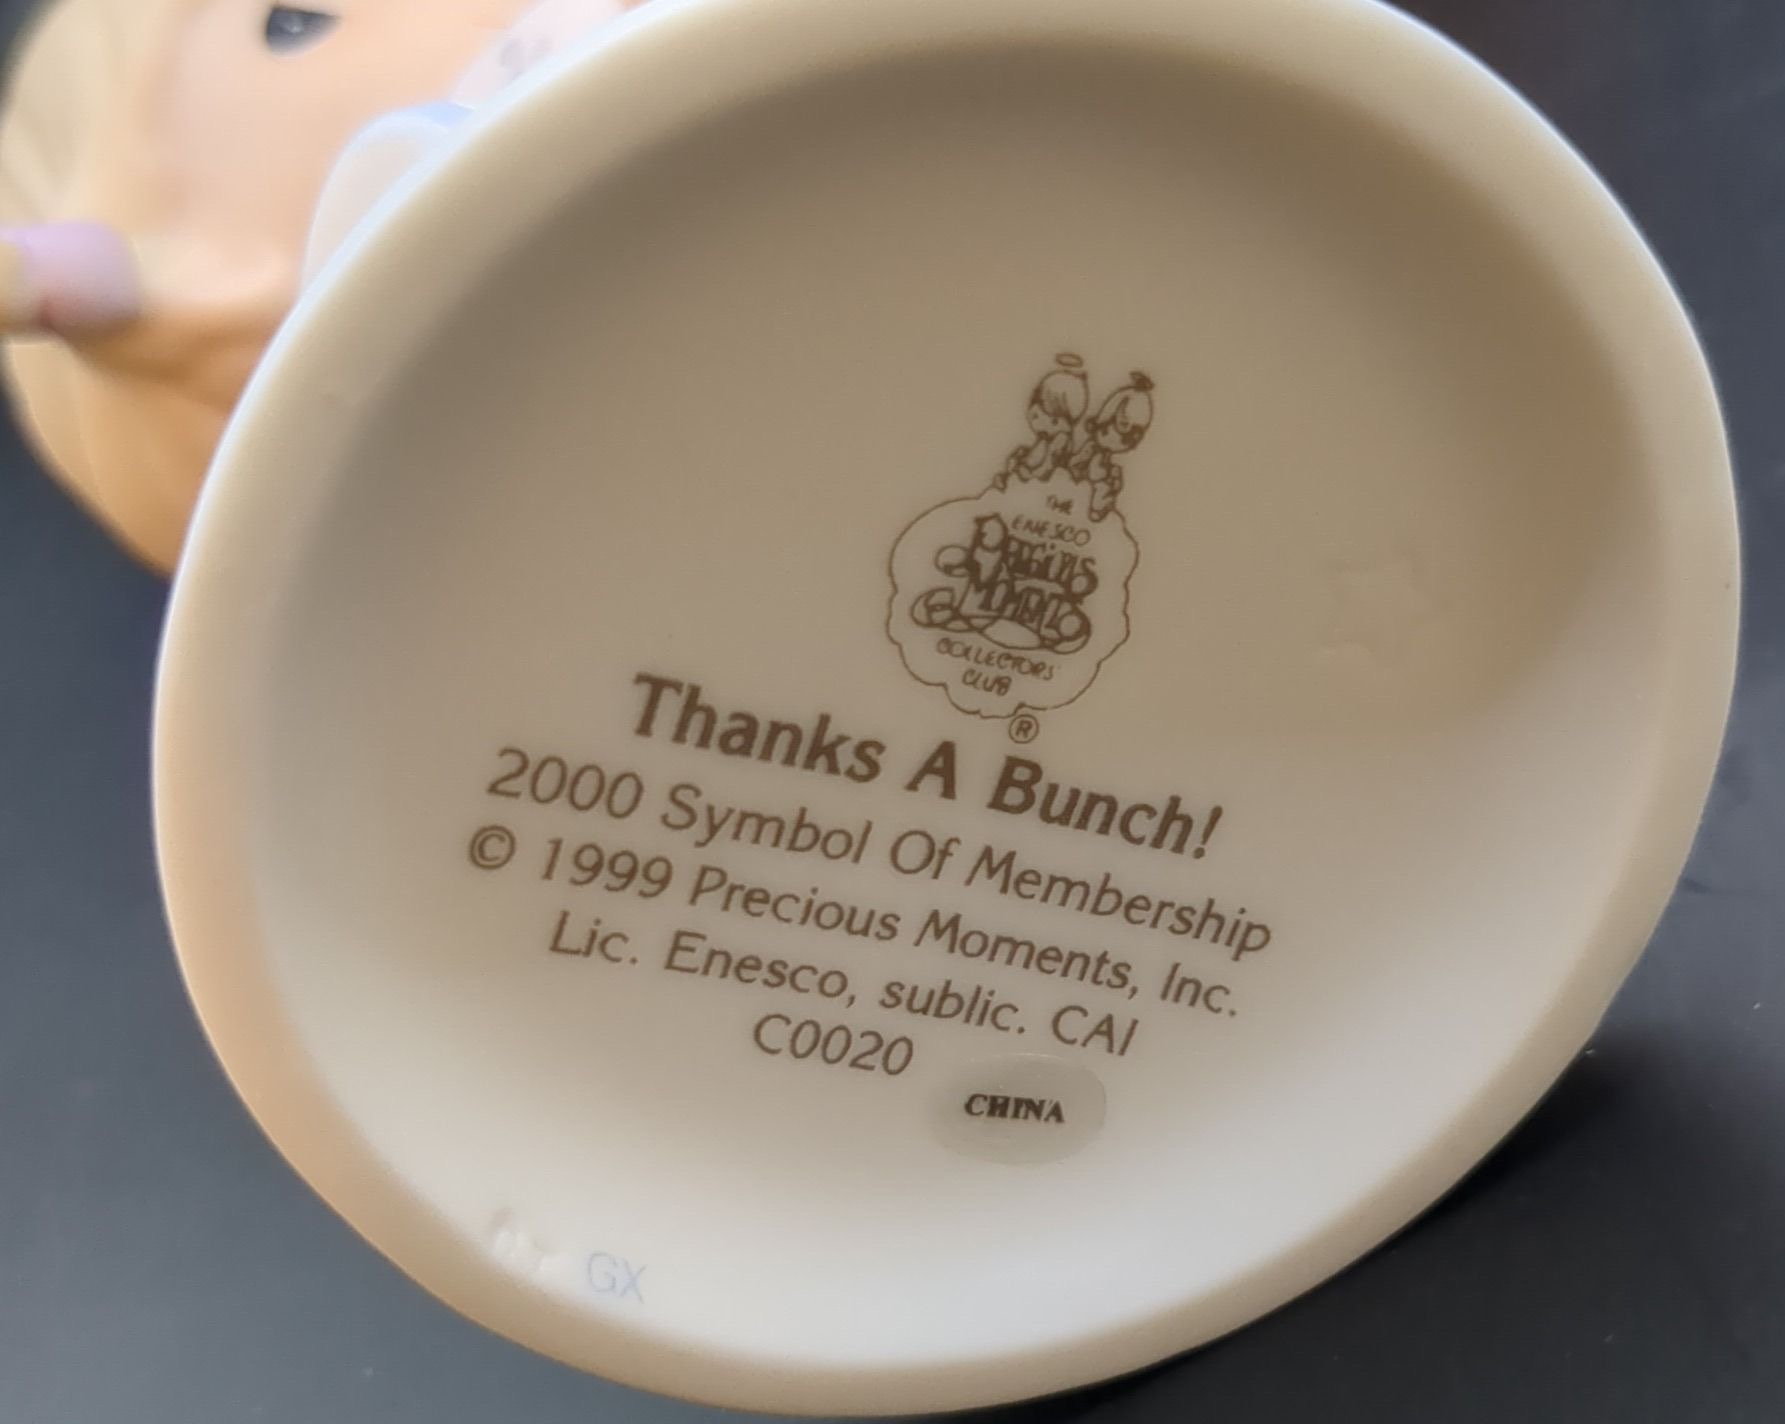 THE
ENESCO
PRECIOUS
MOMENTS
COLLECTORS'
CLUB
®
Thanks A Bunch!
2000 Symbol Of Membership
© 1999 Precious Moments, Inc.
Lic. Enesco, sublic. CAI
C0020
CHINA
GX